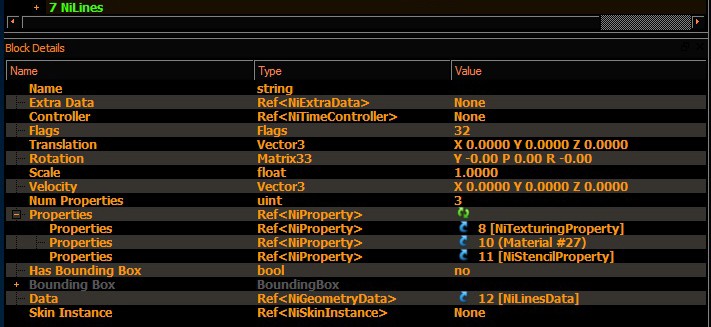 7 NiLines
Block Details
Name Type Value
Name string
Extra Data Ref<NiExtraData> None
Controller Ref<NiTimeController> None
Flags Flags 32
Translation Vector3 X 0.0000 Y 0.0000 Z 0.0000
Rotation Matrix33 Y -0.00 P 0.00 R -0.00
Scale float 1.0000
Velocity Vector3 X 0.0000 Y 0.0000 Z 0.0000
Num Properties uint 3
Properties Ref<NiProperty>
Properties Ref<NiProperty> 8 [NiTexturingProperty]
Properties Ref<NiProperty> 10 (Material #27)
Properties Ref<NiProperty> 11 [NiStencilProperty]
Has Bounding Box bool no
Bounding Box BoundingBox
Data Ref<NiGeometryData> 12 [NiLinesData]
Skin Instance Ref<NiSkinInstance> None